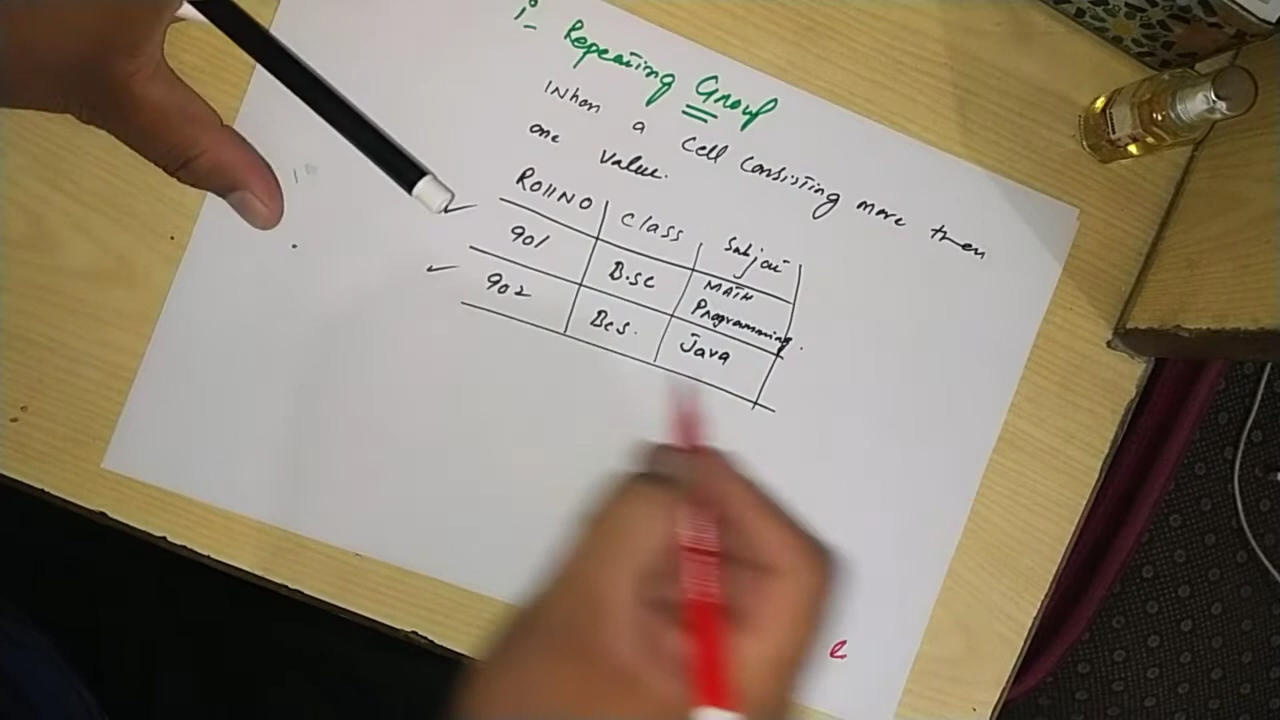 i- Repeating Group
When a cell consisting more then
one value.
RollNO Class Subject
901 B.sc MATH
Programming.
902 Bcs. Java
e